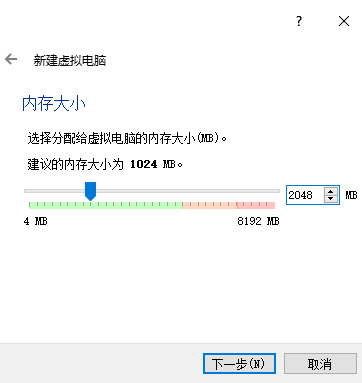 ?
新建虚拟电脑
内存大小
选择分配给虚拟电脑的内存大小(MB)。
建议的内存大小为 1024 MB。
2048 MB
4 MB 8192 MB
下一步(N) 取消